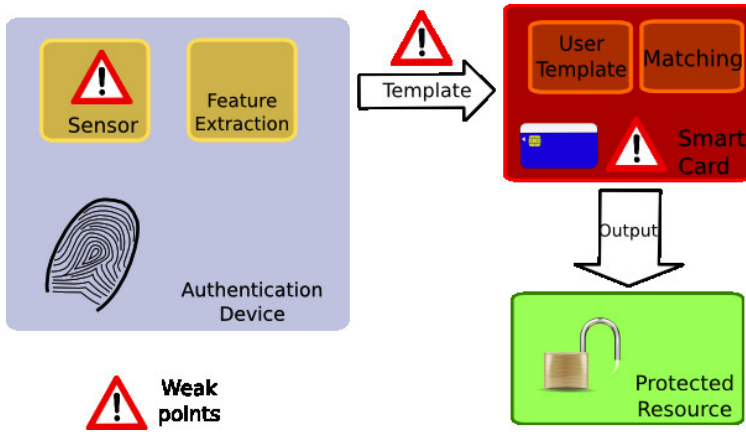 Sensor
Feature
Extraction
Authentication
Device
Template
User
Template
Matching
Smart
Card
Output
Protected
Resource
Weak
points